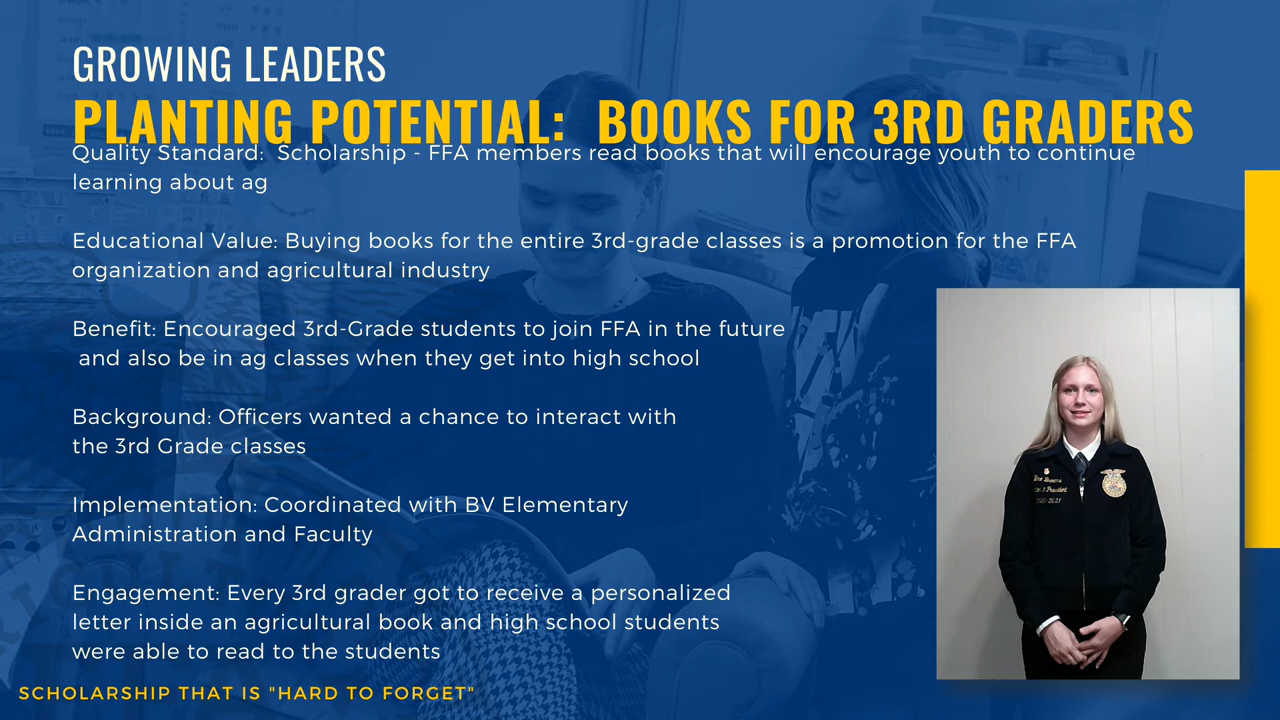 GROWING LEADERS
PLANTING POTENTIAL: BOOKS FOR 3RD GRADERS
Quality Standard: Scholarship - FFA members read books that will encourage youth to continue
learning about ag
Educational Value: Buying books for the entire 3rd-grade classes is a promotion for the FFA
organization and agricultural industry
Benefit: Encouraged 3rd-Grade students to join FFA in the future
and also be in ag classes when they get into high school
Background: Officers wanted a chance to interact with
the 3rd Grade classes
Implementation: Coordinated with BV Elementary
Administration and Faculty
Engagement: Every 3rd grader got to receive a personalized
letter inside an agricultural book and high school students
were able to read to the students
President
SCHOLARSHIP THAT IS "HARD TO FORGET"